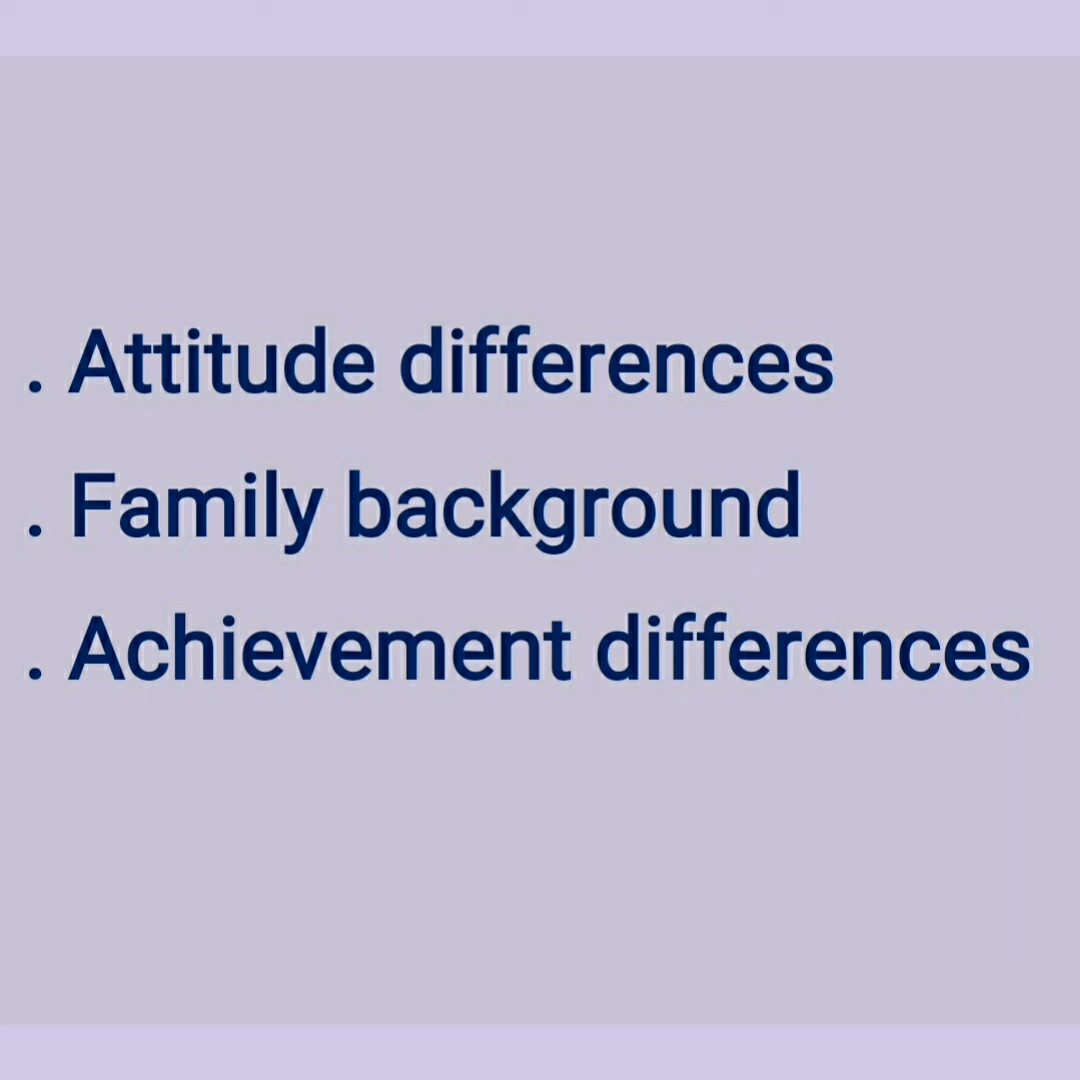 . Attitude differences
. Family background
. Achievement differences